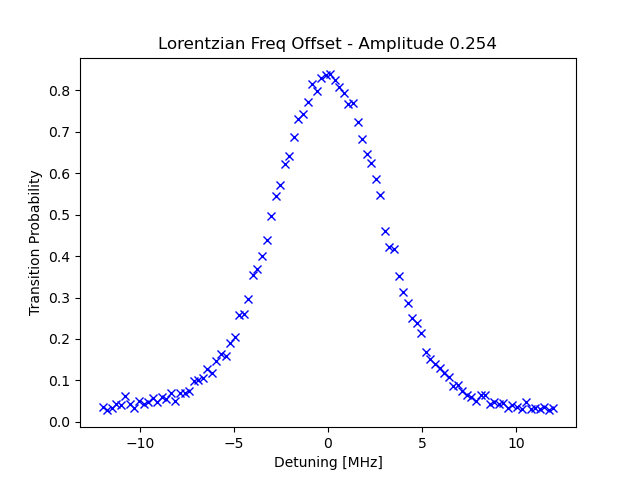 Lorentzian Freq Offset - Amplitude 0.254
Transition Probability
0.8
0.7
0.6
0.5
0.4
0.3
0.2
0.1
0.0
−10 −5 0 5 10
Detuning [MHz]